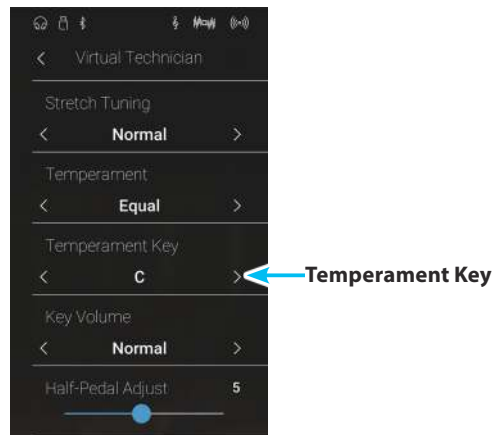 Virtual Technician
Stretch Tuning
Normal
Temperament
Equal
Temperament Key
C
Temperament Key
Key Volume
Normal
Half-Pedal Adjust 5